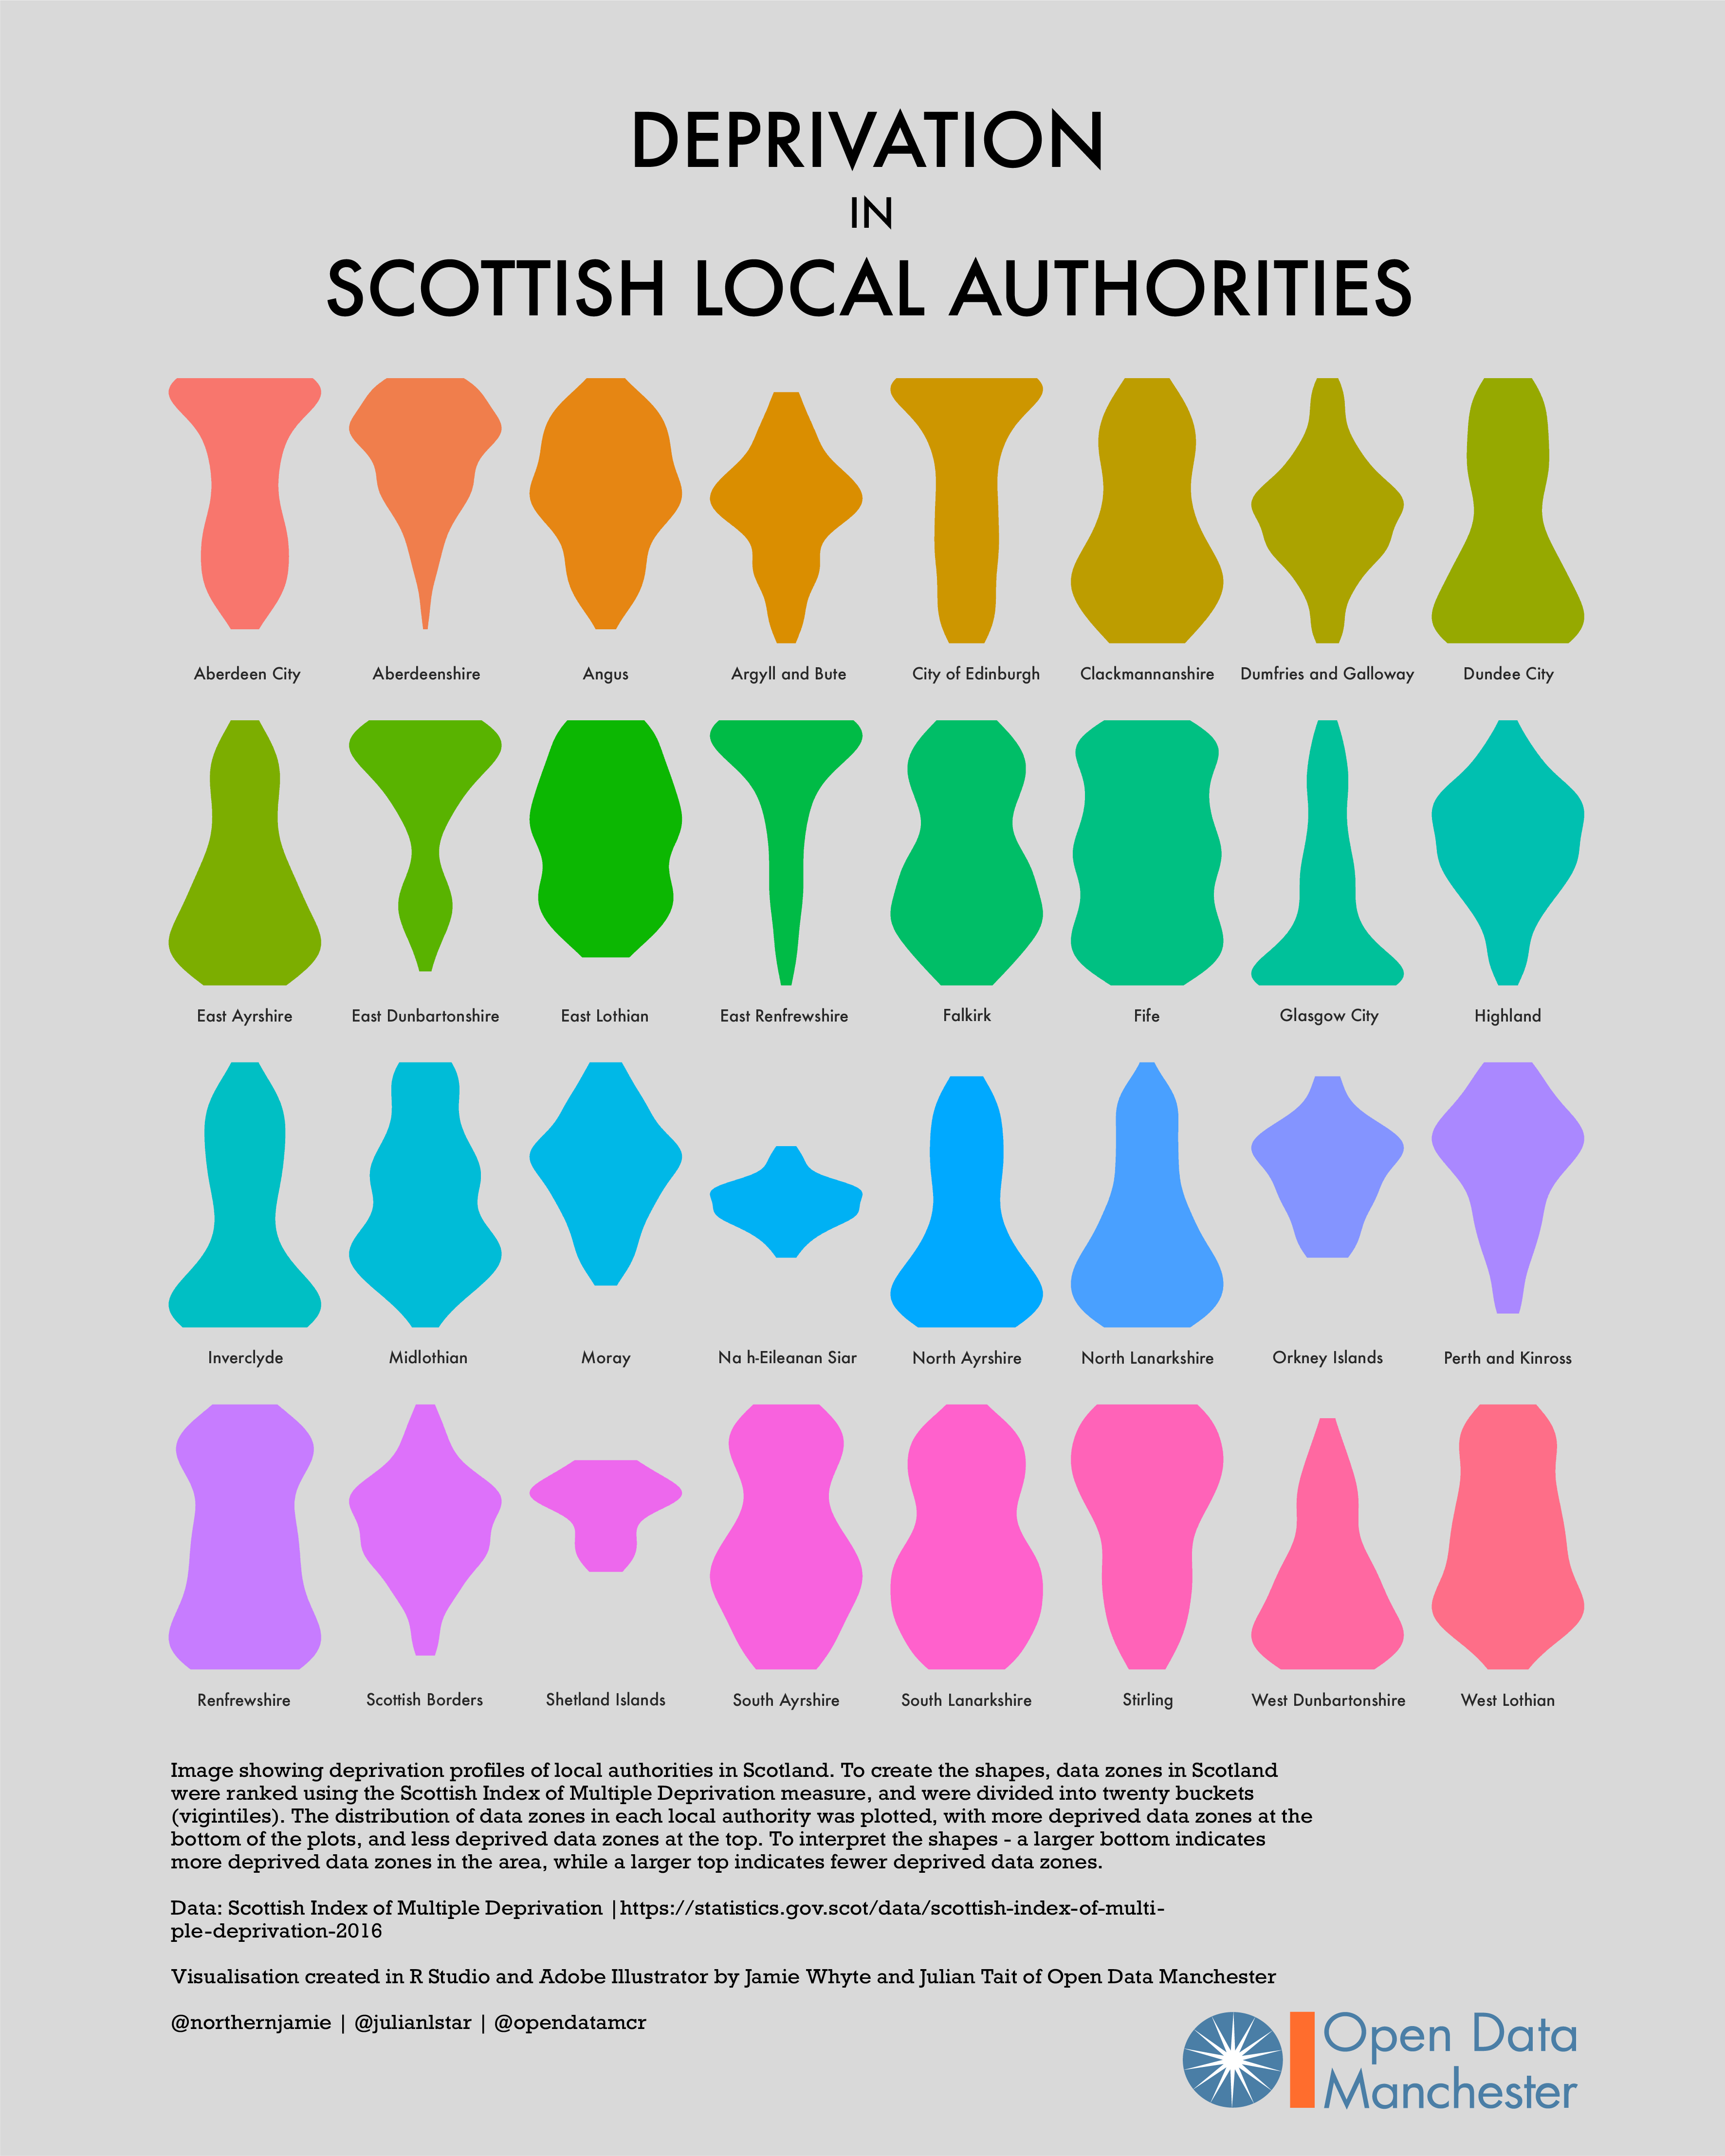 DEPRIVATION
IN
SCOTTISH LOCAL AUTHORITIES
Aberdeen City
Aberdeenshire
Angus
Argyll and Bute
City of Edinburgh
Clackmannanshire
Dumfries and Galloway
Dundee City
East Ayrshire
East Dunbartonshire
East Lothian
East Renfrewshire
Falkirk
Fife
Glasgow City
Highland
Inverclyde
Midlothian
Moray
Na h-Eileanan Siar
North Ayrshire
North Lanarkshire
Orkney Islands
Perth and Kinross
Renfrewshire
Scottish Borders
Shetland Islands
South Ayrshire
South Lanarkshire
Stirling
West Dunbartonshire
West Lothian
Image showing deprivation profiles of local authorities in Scotland. To create the shapes, data zones in Scotland
were ranked using the Scottish Index of Multiple Deprivation measure, and were divided into twenty buckets
(vigintiles). The distribution of data zones in each local authority was plotted, with more deprived data zones at the
bottom of the plots, and less deprived data zones at the top. To interpret the shapes - a larger bottom indicates
more deprived data zones in the area, while a larger top indicates fewer deprived data zones.
Data: Scottish Index of Multiple Deprivation |https://statistics.gov.scot/data/scottish-index-of-multi-
ple-deprivation-2016
Visualisation created in R Studio and Adobe Illustrator by Jamie Whyte and Julian Tait of Open Data Manchester
@northernjamie | @julianlstar | @opendatamcr
Open Data
Manchester